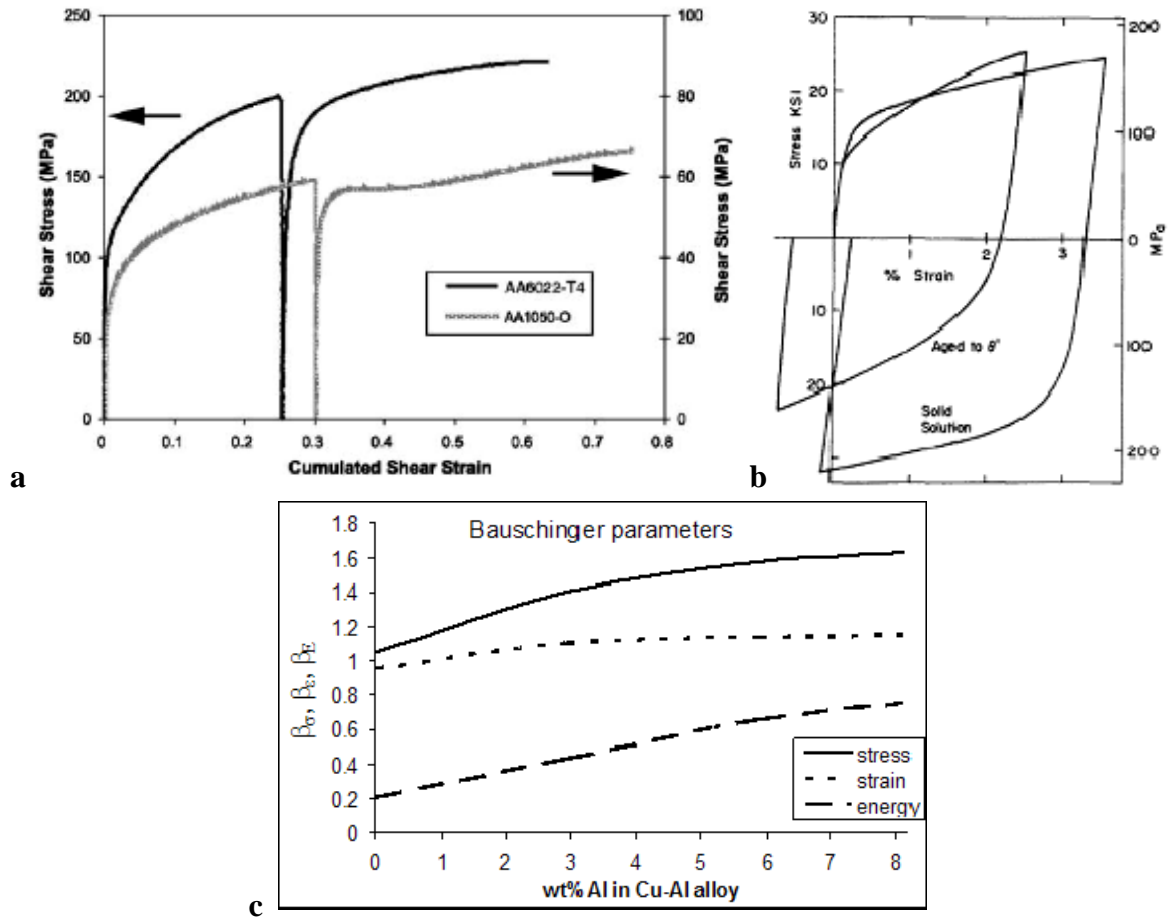 250
200
150
100
50
0
Shear Stress (MPa)
100
80
60
40
20
0
Shear Stress (MPa)
AA6022-T4
AA1050-O
0 0.1 0.2 0.3 0.4 0.5 0.6 0.7 0.8
Cumulated Shear Strain
a
30
20
10
0
10
20
Stress KSI
200
100
0
100
200
MPa
1 2 3
% Strain
Aged to θ"
Solid
Solution
b
Bauschinger parameters
1.8
1.6
1.4
1.2
1
0.8
0.6
0.4
0.2
0
βσ, βε, βE
stress
strain
energy
0 1 2 3 4 5 6 7 8
wt% Al in Cu-Al alloy
c